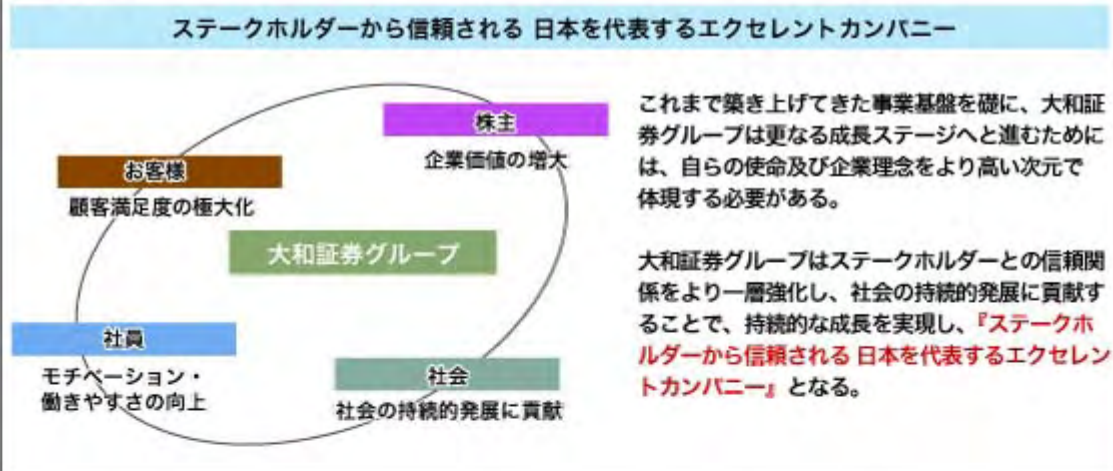 ステークホルダーから信頼される 日本を代表するエクセレントカンパニー
株主
企業価値の増大
お客様
顧客満足度の極大化
大和証券グループ
社員
モチベーション・
働きやすさの向上
社会
社会の持続的発展に貢献
これまで築き上げてきた事業基盤を礎に、大和証
券グループは更なる成長ステージへと進むために
は、自らの使命及び企業理念をより高い次元で
体現する必要がある。
大和証券グループはステークホルダーとの信頼関
係をより一層強化し、社会の持続的発展に貢献す
ることで、持続的な成長を実現し、『ステークホ
ルダーから信頼される 日本を代表するエクセレン
トカンパニー』となる。